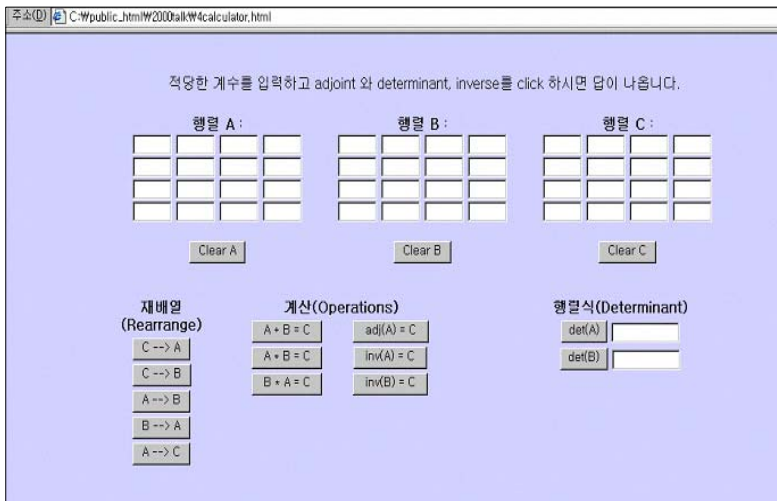 주소(D) C:₩public_html₩2000talk₩4calculator.html
적당한 계수를 입력하고 adjoint 와 determinant, inverse를 click 하시면 답이 나옵니다.
행렬 A : 행렬 B : 행렬 C :
Clear A Clear B Clear C
재배열
(Rearrange)
C --> A
C --> B
A --> B
B --> A
A --> C
계산(Operations)
A + B = C adj(A) = C
A * B = C inv(A) = C
B * A = C inv(B) = C
행렬식(Determinant)
det(A)
det(B)